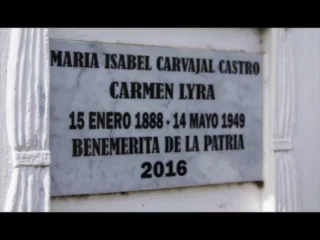 MARIA ISABEL CARVAJAL CASTRO
CARMEN LYRA
15 ENERO 1888 - 14 MAYO 1949
BENEMERITA DE LA PATRIA
2016